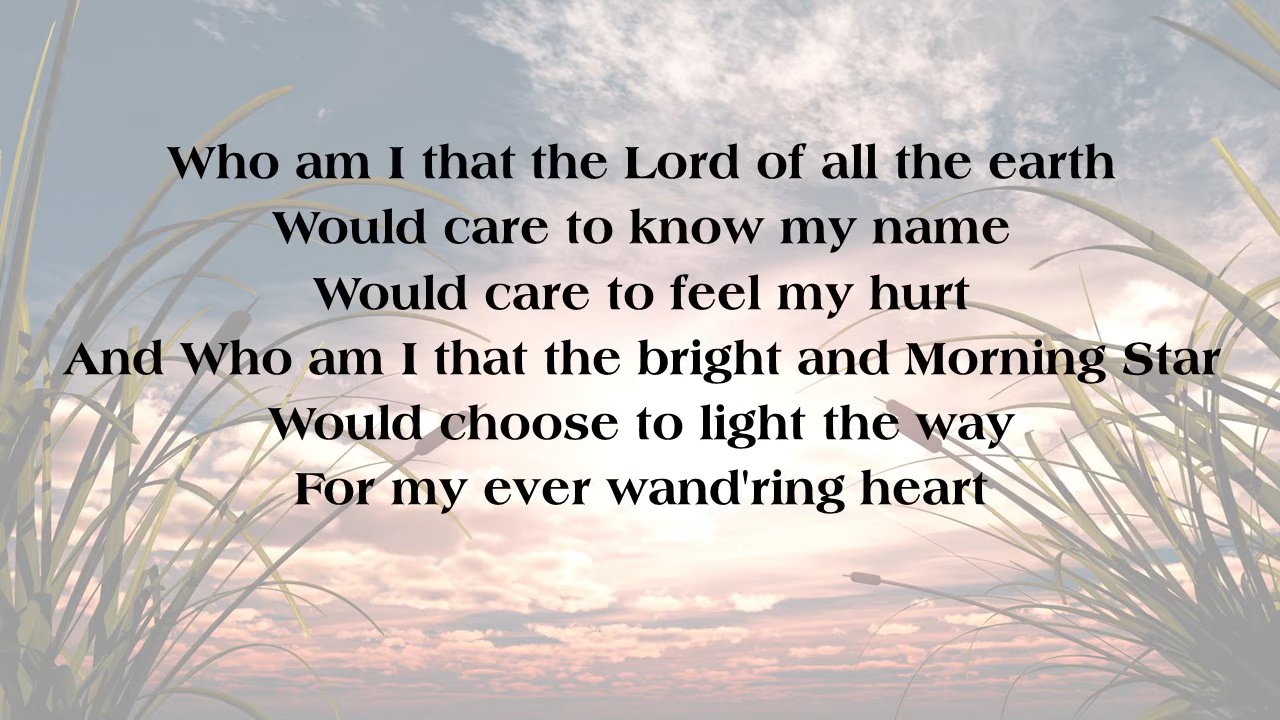 Who am I that the Lord of all the earth
Would care to know my name
Would care to feel my hurt
And Who am I that the bright and Morning Star
Would choose to light the way
For my ever wand'ring heart